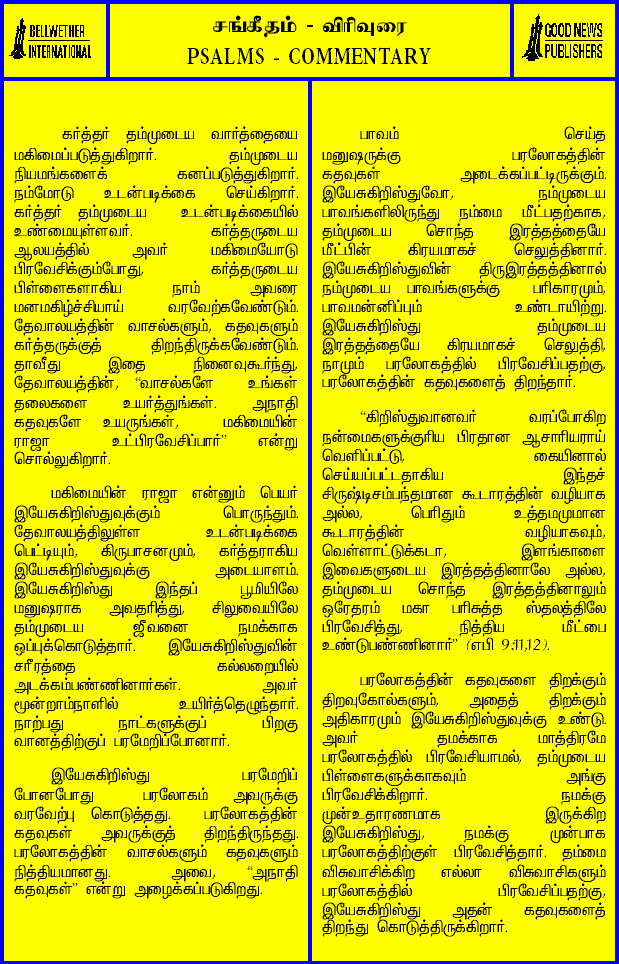 BELLWETHER
INTERNATIONAL
சங்கீதம் - விரிவுரை
PSALMS - COMMENTARY
GOOD NEWS
PUBLISHERS
கர்த்தர் தம்முடைய வார்த்தையை
மகிமைப்படுத்துகிறார். தம்முடைய
நியமங்களைக் கனப்படுத்துகிறார்.
நம்மோடு உடன்படிக்கை செய்கிறார்.
கர்த்தர் தம்முடைய உடன்படிக்கையில்
உண்மையுள்ளவர். கர்த்தருடைய
ஆலயத்தில் அவர் மகிமையோடு
பிரவேசிக்கும்போது, கர்த்தருடைய
பிள்ளைகளாகிய நாம் அவரை
மனமகிழ்ச்சியாய் வரவேற்கவேண்டும்.
தேவாலயத்தின் வாசல்களும், கதவுகளும்
கர்த்தருக்குத் திறந்திருக்கவேண்டும்.
தாவீது இதை நினைவுகூர்ந்து,
தேவாலயத்தின், “வாசல்களே உங்கள்
தலைகளை உயர்த்துங்கள். அநாதி
கதவுகளே உயருங்கள், மகிமையின்
ராஜா உட்பிரவேசிப்பார்” என்று
சொல்லுகிறார்.
மகிமையின் ராஜா என்னும் பெயர்
இயேசுகிறிஸ்துவுக்கும் பொருந்தும்.
தேவாலயத்திலுள்ள உடன்படிக்கை
பெட்டியும், கிருபாசனமும், கர்த்தராகிய
இயேசுகிறிஸ்துவுக்கு அடையாளம்.
இயேசுகிறிஸ்து இந்தப் பூமியிலே
மனுஷராக அவதரித்து, சிலுவையிலே
தம்முடைய ஜீவனை நமக்காக
ஒப்புக்கொடுத்தார். இயேசுகிறிஸ்துவின்
சரீரத்தை கல்லறையில்
அடக்கம்பண்ணினார்கள். அவர்
மூன்றாம்நாளில் உயிர்த்தெழுந்தார்.
நாற்பது நாட்களுக்குப் பிறகு
வானத்திற்குப் பரமேறிப்போனார்.
இயேசுகிறிஸ்து பரமேறிப்
போனபோது பரலோகம் அவருக்கு
வரவேற்பு கொடுத்தது. பரலோகத்தின்
கதவுகள் அவருக்குத் திறந்திருந்தது.
பரலோகத்தின் வாசல்களும் கதவுகளும்
நித்தியமானது. அவை, “அநாதி
கதவுகள்” என்று அழைக்கப்படுகிறது.
பாவம் செய்த
மனுஷருக்கு பரலோகத்தின்
கதவுகள் அடைக்கப்பட்டிருக்கும்.
இயேசுகிறிஸ்துவோ, நம்முடைய
பாவங்களிலிருந்து நம்மை மீட்பதற்காக,
தம்முடைய சொந்த இரத்தத்தையே
மீட்பின் கிரயமாகச் செலுத்தினார்.
இயேசுகிறிஸ்துவின் திருஇரத்தத்தினால்
நம்முடைய பாவங்களுக்கு பரிகாரமும்,
பாவமன்னிப்பும் உண்டாயிற்று.
இயேசுகிறிஸ்து தம்முடைய
இரத்தத்தையே கிரயமாகச் செலுத்தி,
நாமும் பரலோகத்தில் பிரவேசிப்பதற்கு,
பரலோகத்தின் கதவுகளைத் திறந்தார்.
“கிறிஸ்துவானவர் வரப்போகிற
நன்மைகளுக்குரிய பிரதான ஆசாரியராய்
வெளிப்பட்டு, கையினால்
செய்யப்பட்டதாகிய இந்தச்
சிருஷ்டிசம்பந்தமான கூடாரத்தின் வழியாக
அல்ல, பெரிதும் உத்தமமுமான
கூடாரத்தின் வழியாகவும்,
வெள்ளாட்டுக்கடா, இளங்காளை
இவைகளுடைய இரத்தத்தினாலே அல்ல,
தம்முடைய சொந்த இரத்தத்தினாலும்
ஒரேதரம் மகா பரிசுத்த ஸ்தலத்திலே
பிரவேசித்து, நித்திய மீட்பை
உண்டுபண்ணினார்” (எபி 9:11,12).
பரலோகத்தின் கதவுகளை திறக்கும்
திறவுகோல்களும், அதைத் திறக்கும்
அதிகாரமும் இயேசுகிறிஸ்துவுக்கு உண்டு.
அவர் தமக்காக மாத்திரமே
பரலோகத்தில் பிரவேசியாமல், தம்முடைய
பிள்ளைகளுக்காகவும் அங்கு
பிரவேசிக்கிறார். நமக்கு
முன்உதாரணமாக இருக்கிற
இயேசுகிறிஸ்து, நமக்கு முன்பாக
பரலோகத்திற்குள் பிரவேசித்தார். தம்மை
விசுவாசிக்கிற எல்லா விசுவாசிகளும்
பரலோகத்தில் பிரவேசிப்பதற்கு,
இயேசுகிறிஸ்து அதன் கதவுகளைத்
திறந்து கொடுத்திருக்கிறார்.